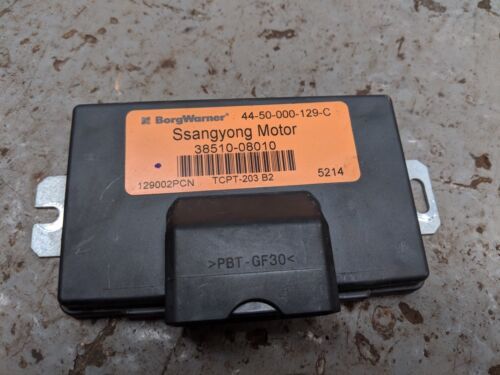 BorgWarner 44-50-000-129-C
Ssangyong Motor
38510-08010
129002PCN TCPT-203 B2 5214
>PBT-GF30<